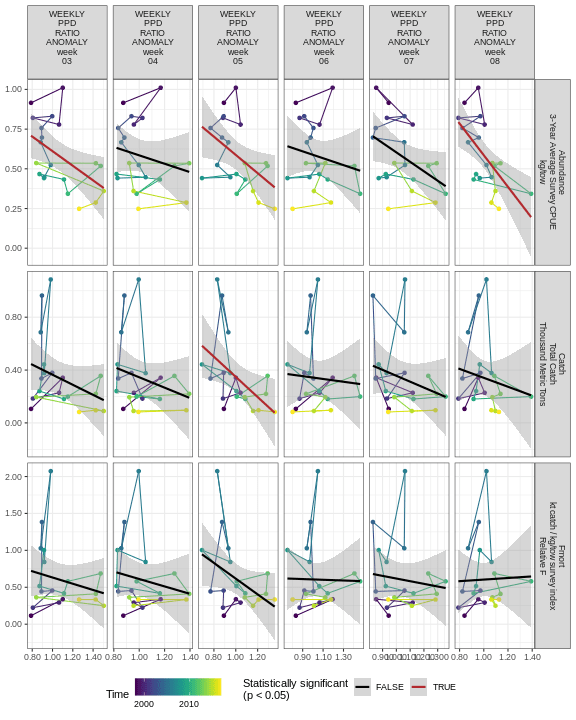 WEEKLY
PPD
RATIO
ANOMALY
week
03
WEEKLY
PPD
RATIO
ANOMALY
week
04
WEEKLY
PPD
RATIO
ANOMALY
week
05
WEEKLY
PPD
RATIO
ANOMALY
week
06
WEEKLY
PPD
RATIO
ANOMALY
week
07
WEEKLY
PPD
RATIO
ANOMALY
week
08
1.00
0.75
0.50
0.25
0.00
Abundance
3-Year Average Survey CPUE
kg/tow
0.80
0.40
0.00
Catch
Total Catch
Thousand Metric Tons
2.00
1.50
1.00
0.50
0.00
Fmort
kt catch / kg/tow survey index
Relative F
0.80 1.00 1.20 1.40
0.80 1.00 1.20 1.40
0.80 1.00 1.20
0.90 1.10 1.30
0.80 1.00 1.20 1.40
Time
2000 2010
Statistically significant
(p < 0.05)
FALSE
TRUE